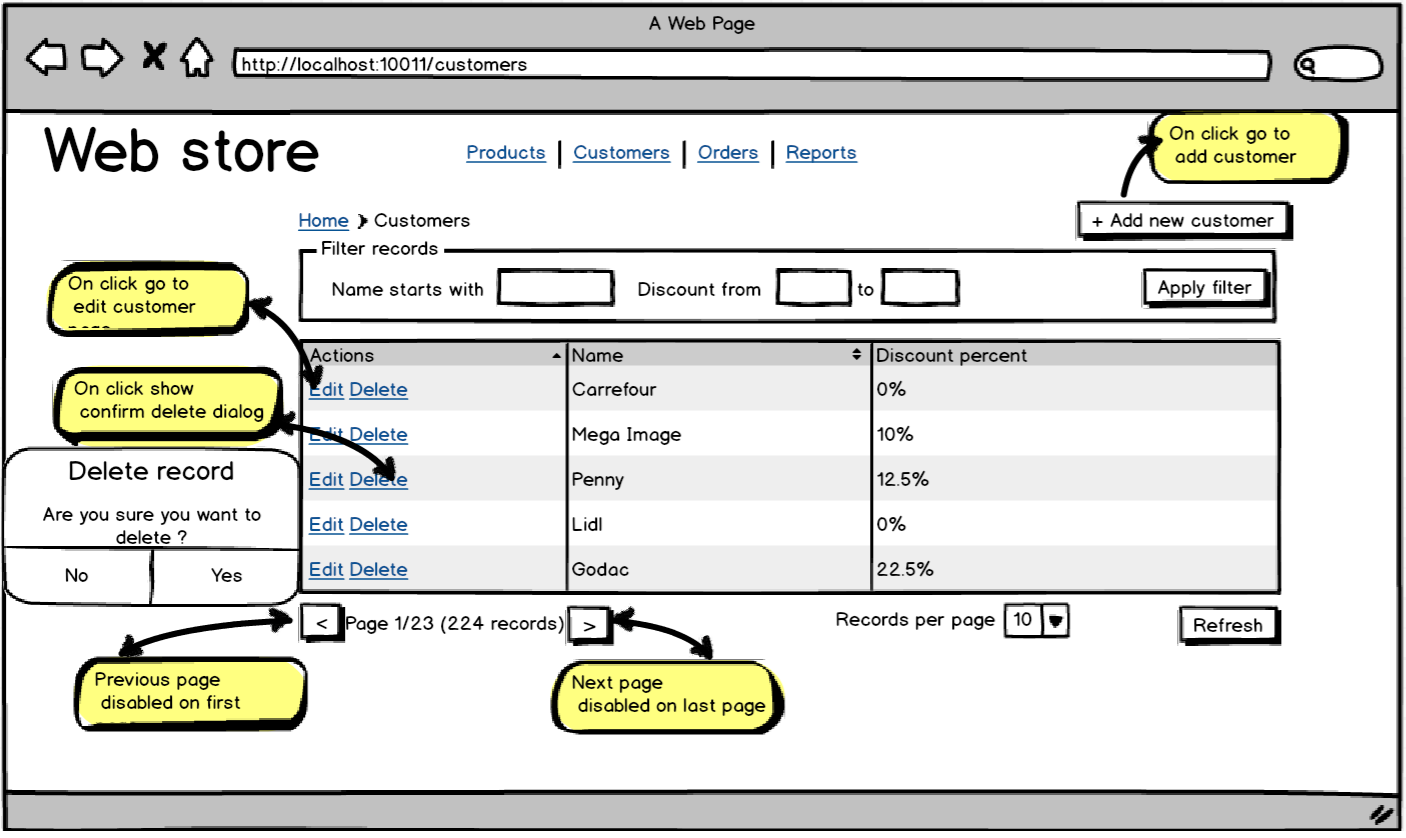 A Web Page
http://localhost:10011/customers
Web store
Products | Customers | Orders | Reports
On click go to
add customer
Home Customers
+ Add new customer
Filter records
Name starts with
Discount from
to
Apply filter
On click go to
edit customer
Actions Name Discount percent
Edit Delete Carrefour 0%
Edit Delete Mega Image 10%
Edit Delete Penny 12.5%
Edit Delete Lidl 0%
Edit Delete Godac 22.5%
On click show
confirm delete dialog
Delete record
Are you sure you want to
delete ?
No Yes
< Page 1/23 (224 records) >
Records per page 10
Refresh
Previous page
disabled on first
Next page
disabled on last page